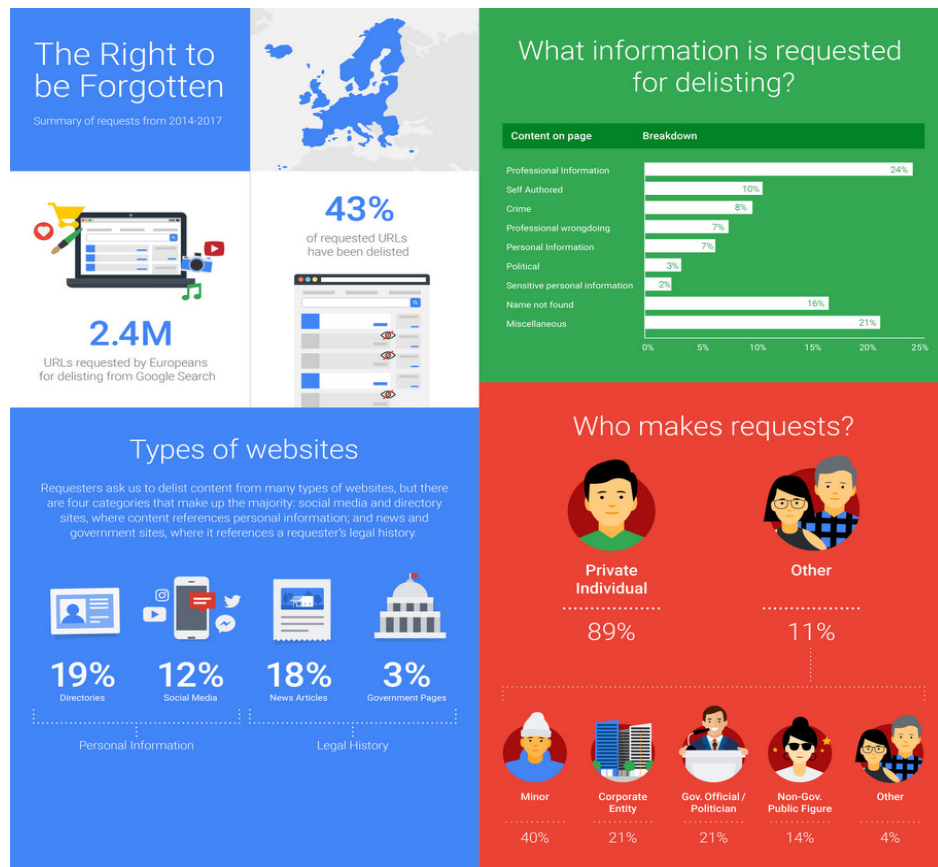 The Right to
be Forgotten
Summary of requests from 2014-2017
2.4M
URLs requested by Europeans
for delisting from Google Search
43%
of requested URLs
have been delisted
What information is requested
for delisting?
Content on page Breakdown
Professional Information 24%
Self Authored 10%
Crime 8%
Professional wrongdoing 7%
Personal Information 7%
Political 3%
Sensitive personal information 2%
Name not found 16%
Miscellaneous 21%
0% 5% 10% 15% 20% 25%
Types of websites
Requesters ask us to delist content from many types of websites, but there
are four categories that make up the majority: social media and directory
sites, where content references personal information; and news and
government sites, where it references a requester's legal history.
19% 12% 18% 3%
Directories Social Media News Articles Government Pages
Personal Information Legal History
Who makes requests?
Private
Individual
89%
Other
11%
Minor
40%
Corporate
Entity
21%
Gov. Official /
Politician
21%
Non-Gov.
Public Figure
14%
Other
4%